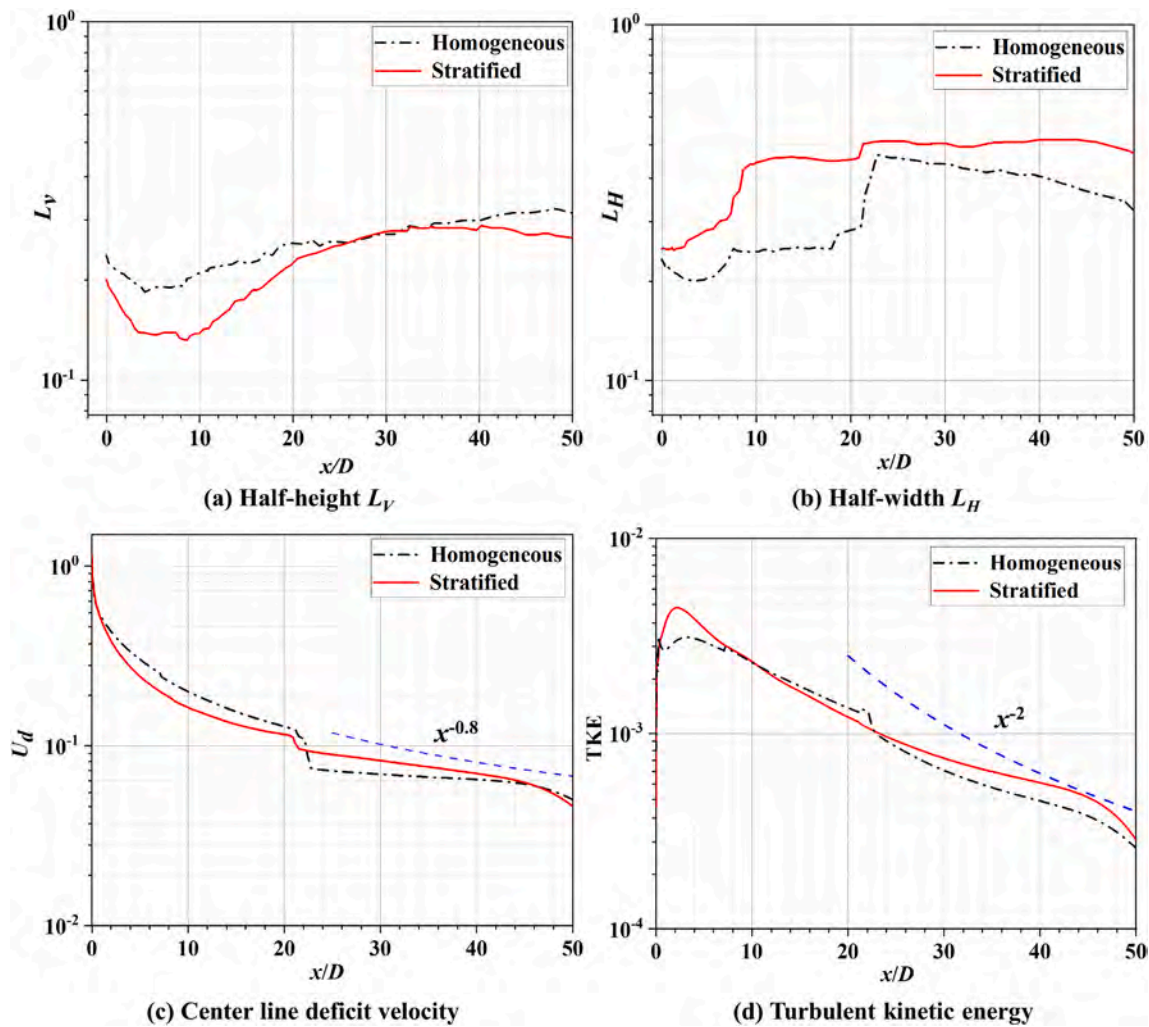 10⁰
Homogeneous
Stratified
L_v
10⁻¹
0 10 20 30 40 50
x/D
(a) Half-height L_V
10⁰
Homogeneous
Stratified
L_H
10⁻¹
0 10 20 30 40 50
x/D
(b) Half-width L_H
10⁰
Homogeneous
Stratified
U_d
x⁻⁰·⁸
10⁻¹
10⁻²
0 10 20 30 40 50
x/D
(c) Center line deficit velocity
10⁻²
Homogeneous
Stratified
TKE
x⁻²
10⁻³
10⁻⁴
0 10 20 30 40 50
x/D
(d) Turbulent kinetic energy